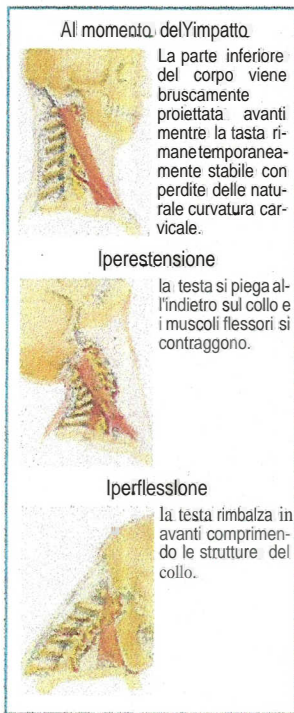 Al momento delYimpatto
La parte inferiore
del corpo viene
bruscamente
proiettata avanti
mentre la tasta ri-
manetemporanea-
mente stabile con
perdite delle natu-
rale curvatura car-
vicale.
Iperestensione
la testa si piega al-
l'indietro sul collo e
i muscoli flessori si
contraggono.
Iperflesslone
la testa rimbalza in
avanti comprimen-
do le strutture del
collo.